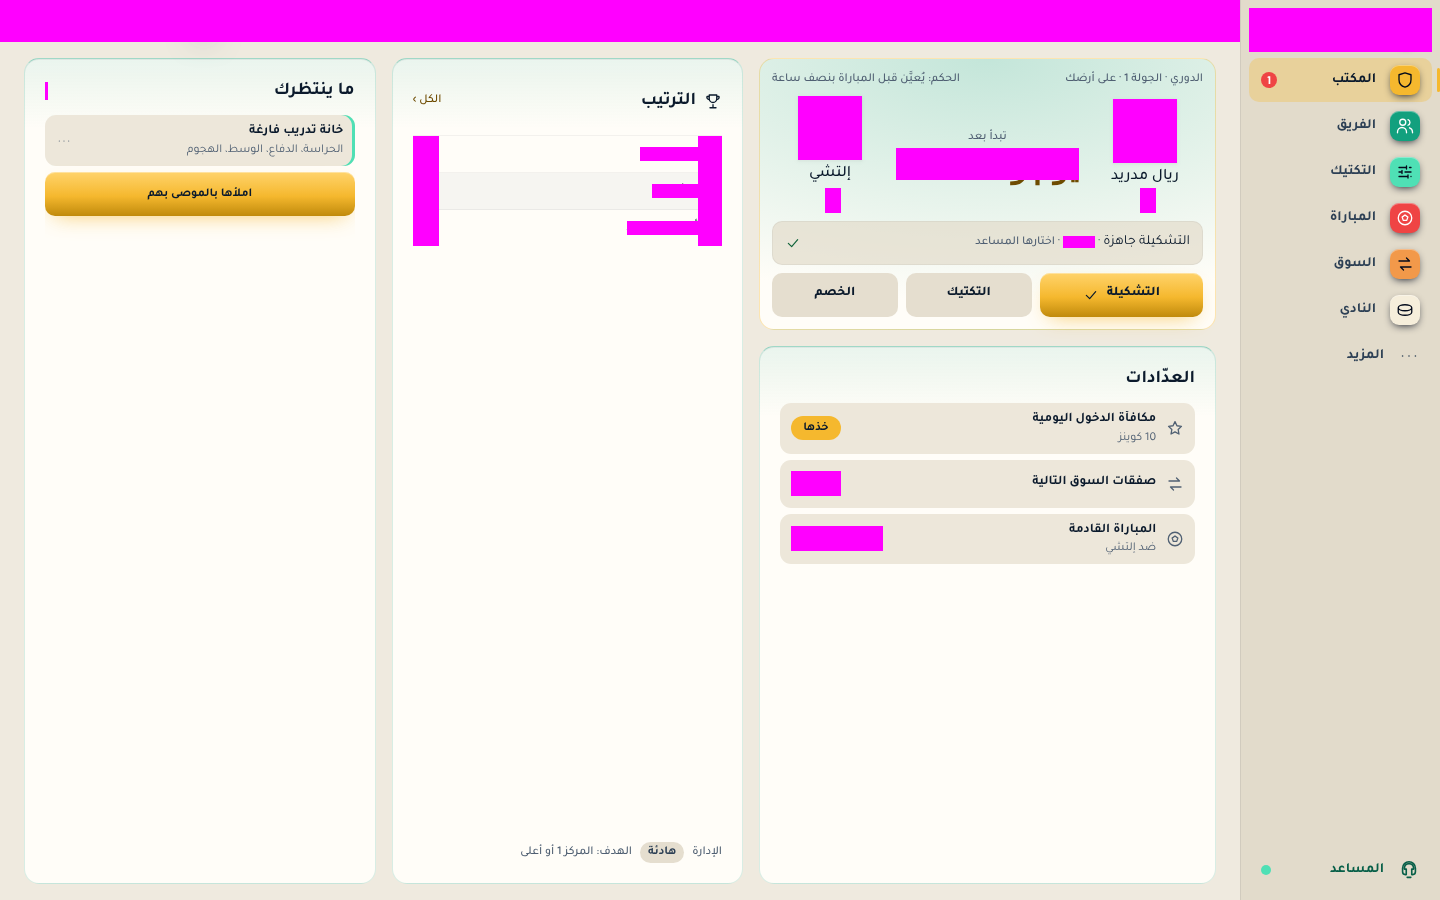 المكتب
1
الفريق
التكتيك
المباراة
السوق
النادي
المزيد
المساعد
الدوري · الجولة 1 · على أرضك
الحكم: يُعيَّن قبل المباراة بنصف ساعة
تبدأ بعد
ريال مدريد
إلتشي
التشكيلة جاهزة · · اختارها المساعد
التشكيلة
التكتيك
الخصم
العدّادات
مكافأة الدخول اليومية
10 كوينز
خذها
صفقات السوق التالية
المباراة القادمة
ضد إلتشي
الترتيب
الكل ›
الإدارة
هادئة
الهدف: المركز 1 أو أعلى
ما ينتظرك
خانة تدريب فارغة
الحراسة، الدفاع، الوسط، الهجوم
املأها بالموصى بهم